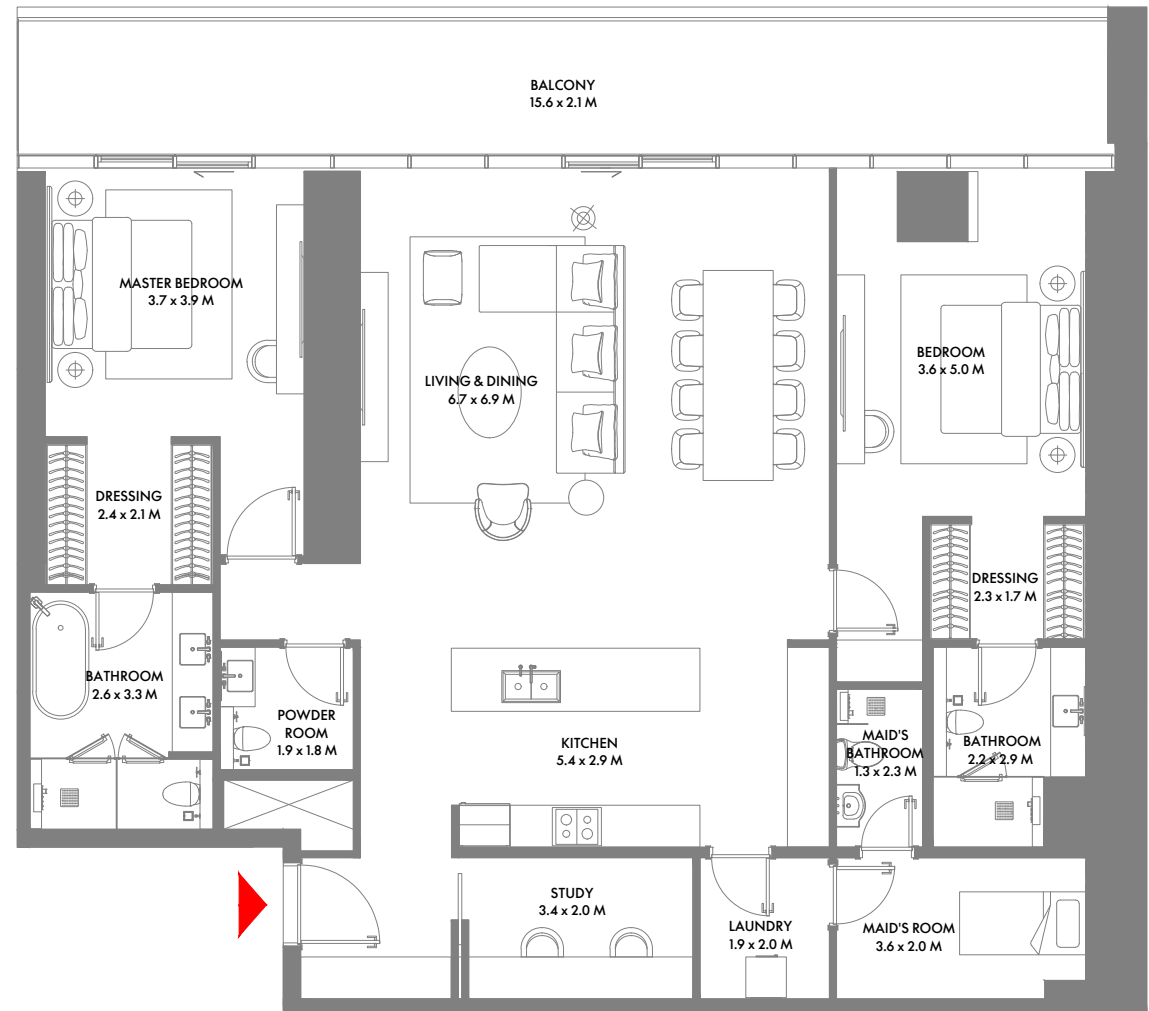 BALCONY
15.6 x 2.1 M
MASTER BEDROOM
3.7 x 3.9 M
LIVING & DINING
6.7 x 6.9 M
BEDROOM
3.6 x 5.0 M
DRESSING
2.4 x 2.1 M
DRESSING
2.3 x 1.7 M
BATHROOM
2.6 x 3.3 M
POWDER
ROOM
1.9 x 1.8 M
KITCHEN
5.4 x 2.9 M
MAID'S
BATHROOM
1.3 x 2.3 M
BATHROOM
2.2 x 2.9 M
STUDY
3.4 x 2.0 M
LAUNDRY
1.9 x 2.0 M
MAID'S ROOM
3.6 x 2.0 M